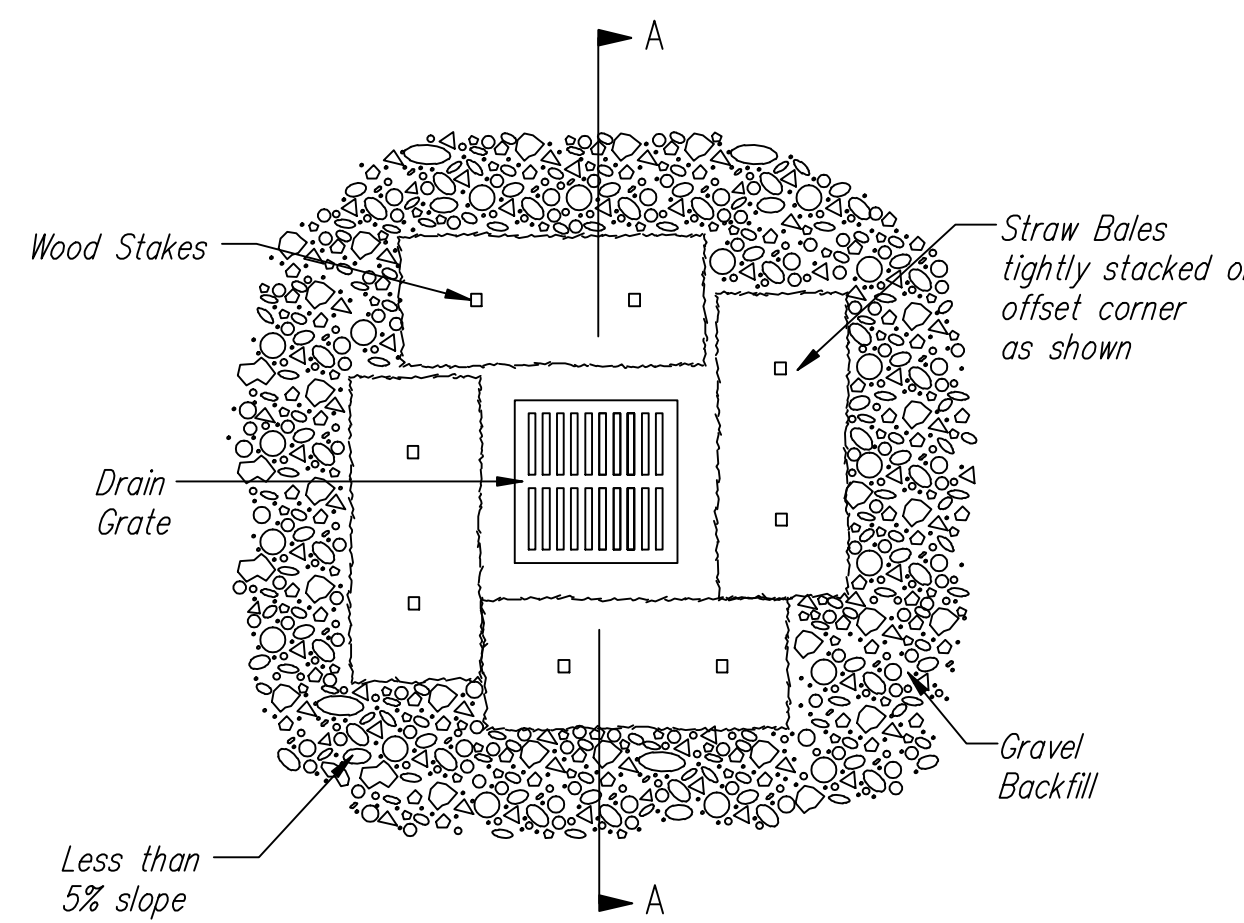 A
Wood Stakes
Straw Bales
tightly stacked
offset corner
as shown
Drain
Grate
Gravel
Backfill
Less than
5% slope
A